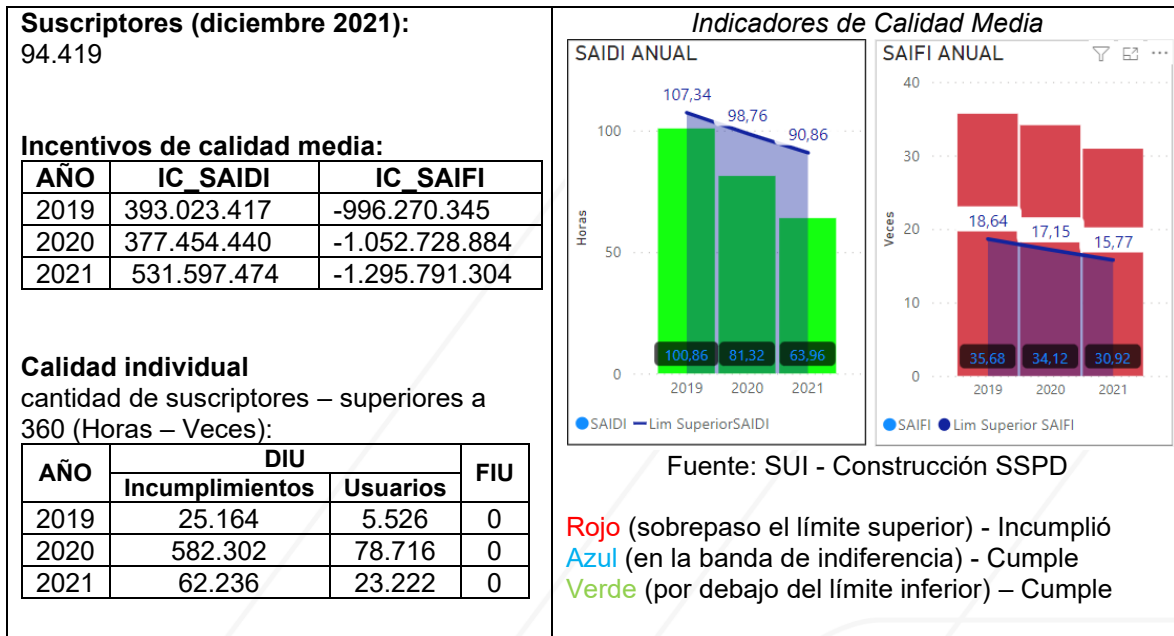 Suscriptores (diciembre 2021):
94.419
Incentivos de calidad media:
AÑO IC_SAIDI IC_SAIFI
2019 393.023.417 -996.270.345
2020 377.454.440 -1.052.728.884
2021 531.597.474 -1.295.791.304
Calidad individual
cantidad de suscriptores – superiores a
360 (Horas – Veces):
AÑO DIU FIU
Incumplimientos Usuarios
2019 25.164 5.526 0
2020 582.302 78.716 0
2021 62.236 23.222 0
Indicadores de Calidad Media
SAIDI ANUAL
107,34
98,76
90,86
100
50
0
Horas
100,86 81,32 63,96
2019 2020 2021
SAIDI Lim SuperiorSAIDI
SAIFI ANUAL
40
30
20
10
0
Veces
18,64
17,15
15,77
35,68 34,12 30,92
2019 2020 2021
SAIFI Lim Superior SAIFI
Fuente: SUI - Construcción SSPD
Rojo (sobrepaso el límite superior) - Incumplió
Azul (en la banda de indiferencia) - Cumple
Verde (por debajo del límite inferior) – Cumple